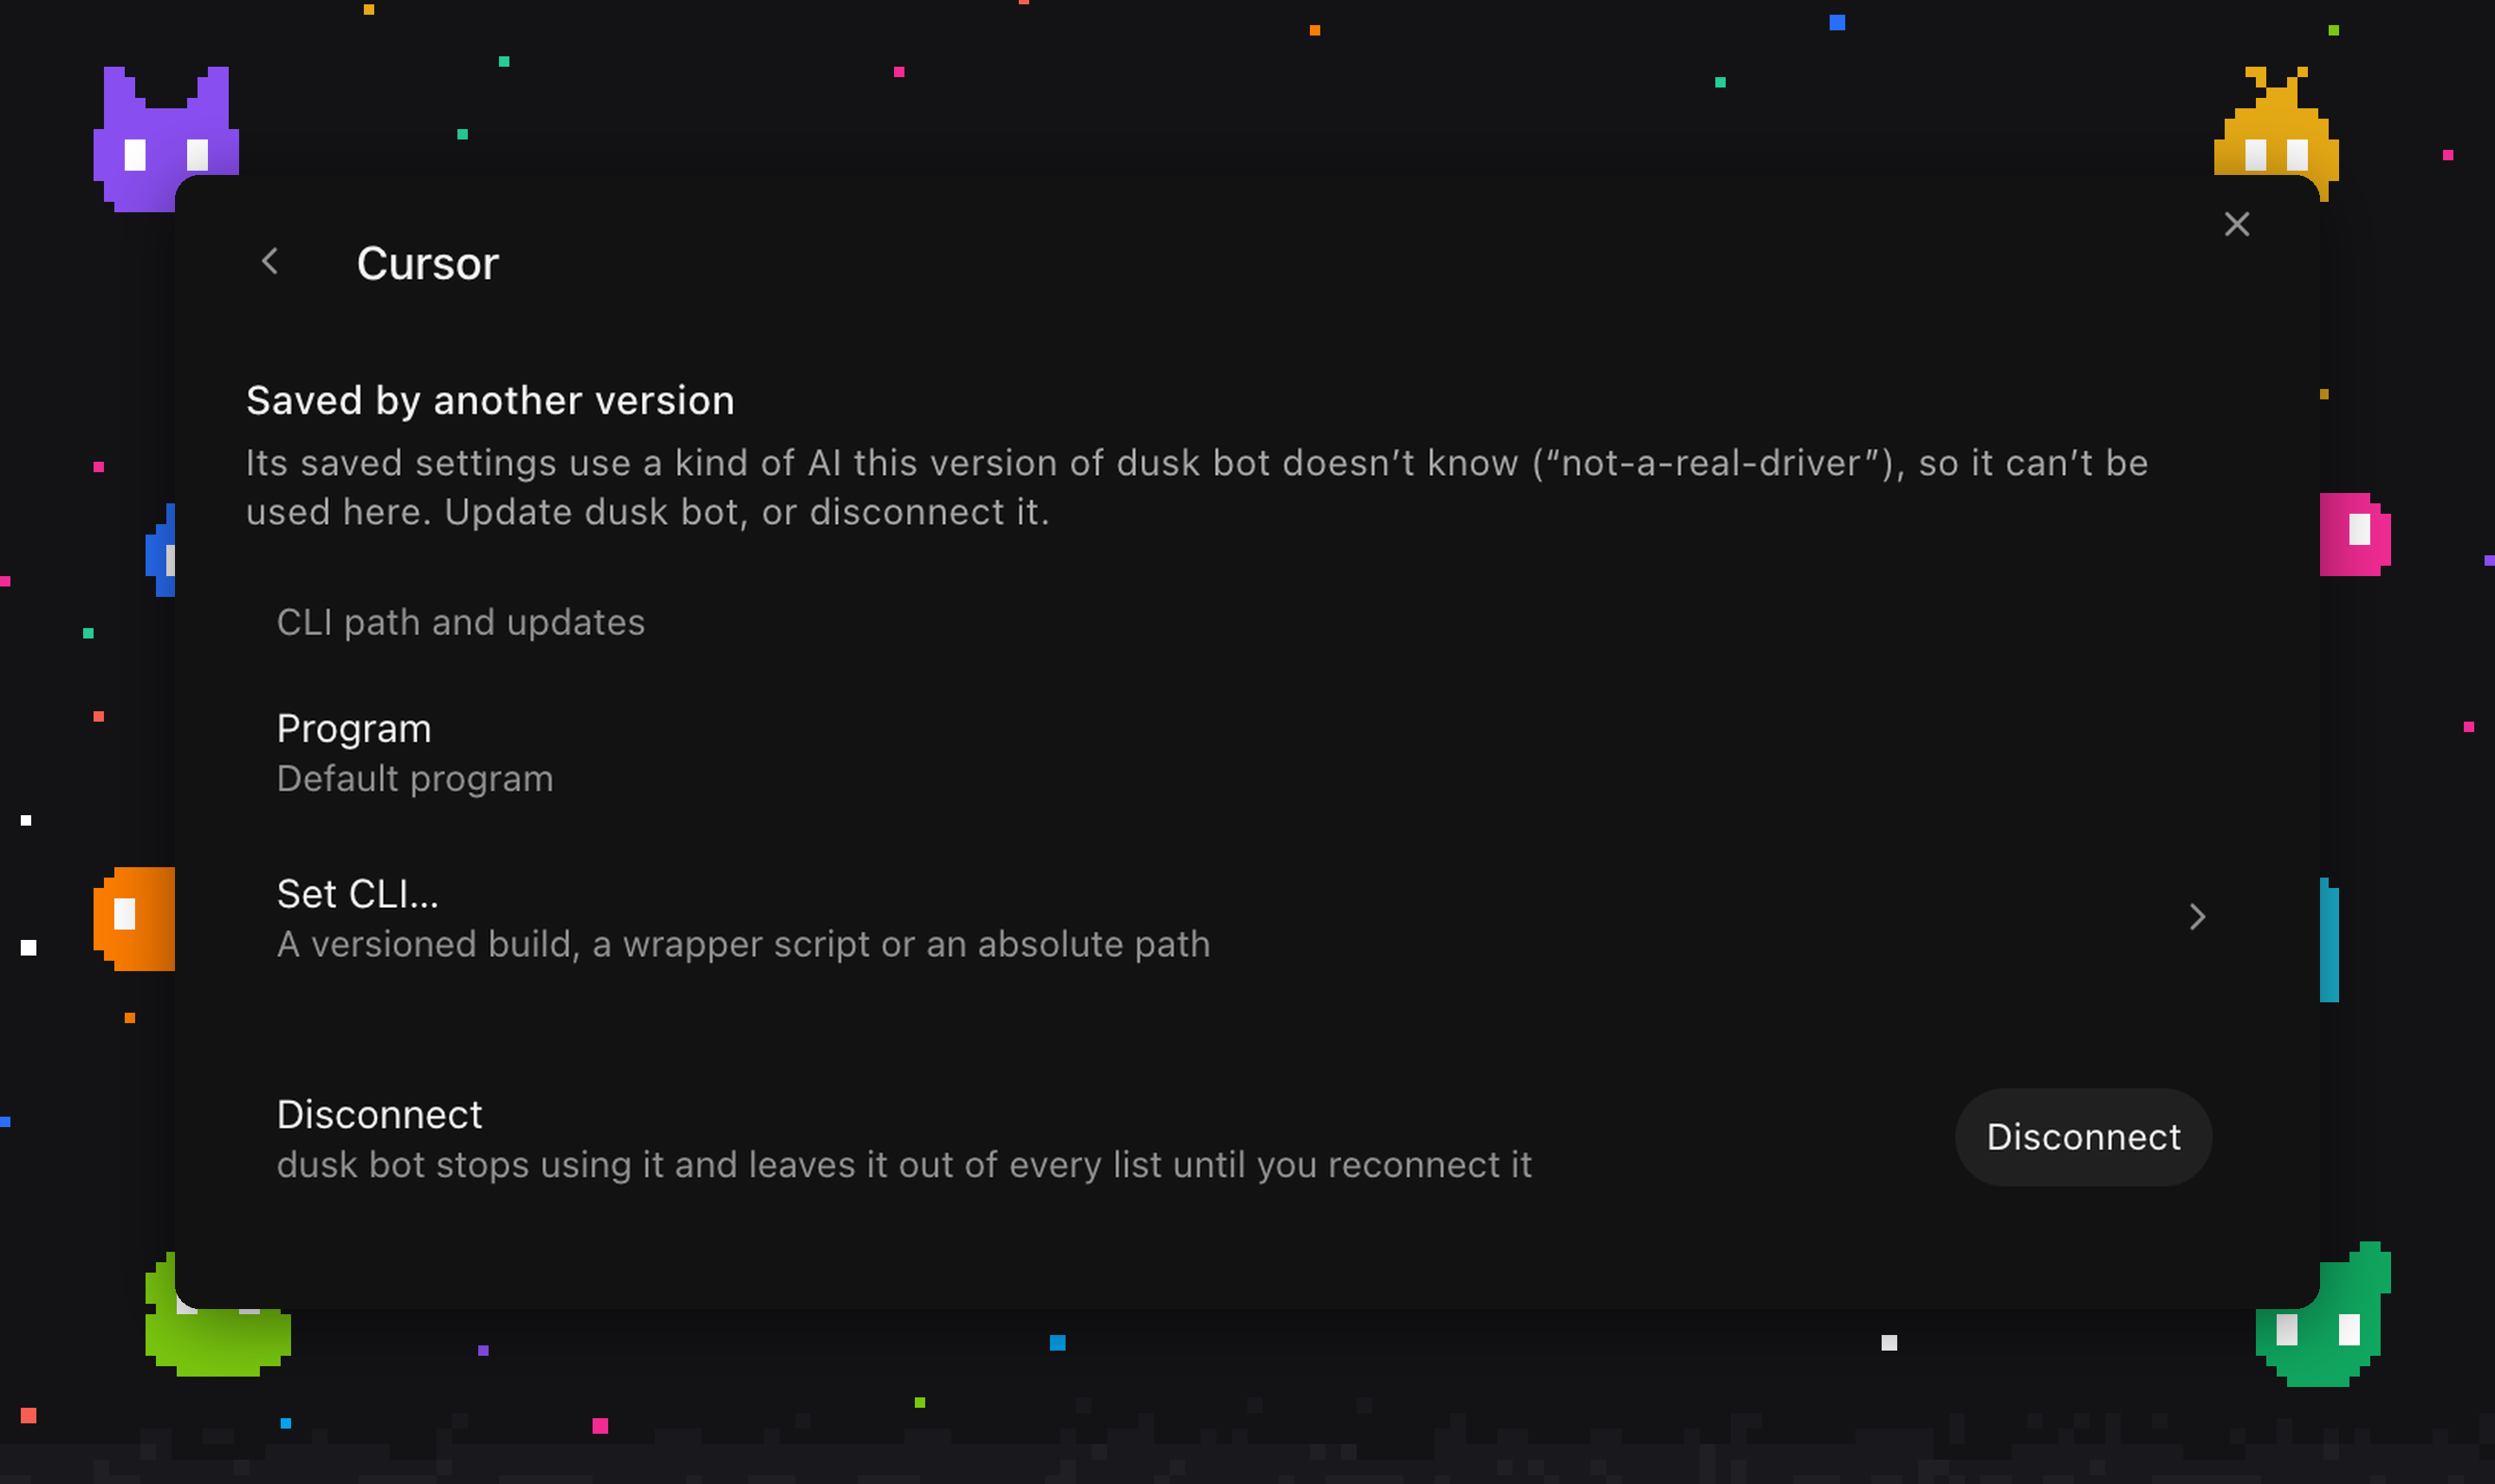 Cursor
Saved by another version
Its saved settings use a kind of AI this version of dusk bot doesn’t know (“not-a-real-driver”), so it can’t be
used here. Update dusk bot, or disconnect it.
CLI path and updates
Program
Default program
Set CLI...
A versioned build, a wrapper script or an absolute path
Disconnect
Disconnect
dusk bot stops using it and leaves it out of every list until you reconnect it